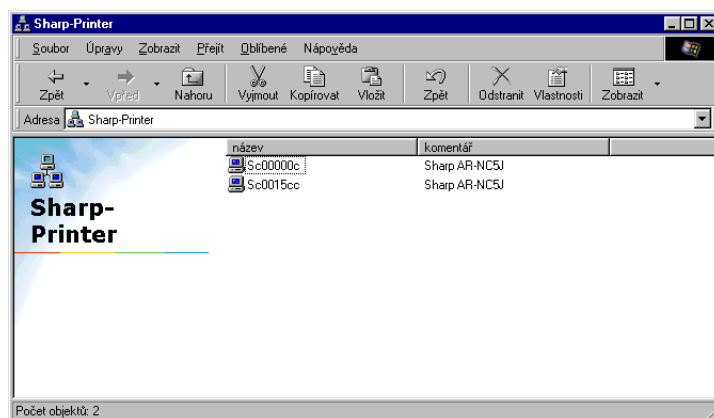 Sharp-Printer
Soubor Úpravy Zobrazit Přejít Oblíbené Nápověda
Zpět Vpřed Nahoru Vyjmout Kopírovat Vložit Zpět Odstranit Vlastnosti Zobrazit
Adresa Sharp-Printer
název komentář
Sc00000c Sharp AR-NC5J
Sc0015cc Sharp AR-NC5J
Sharp-
Printer
Počet objektů: 2